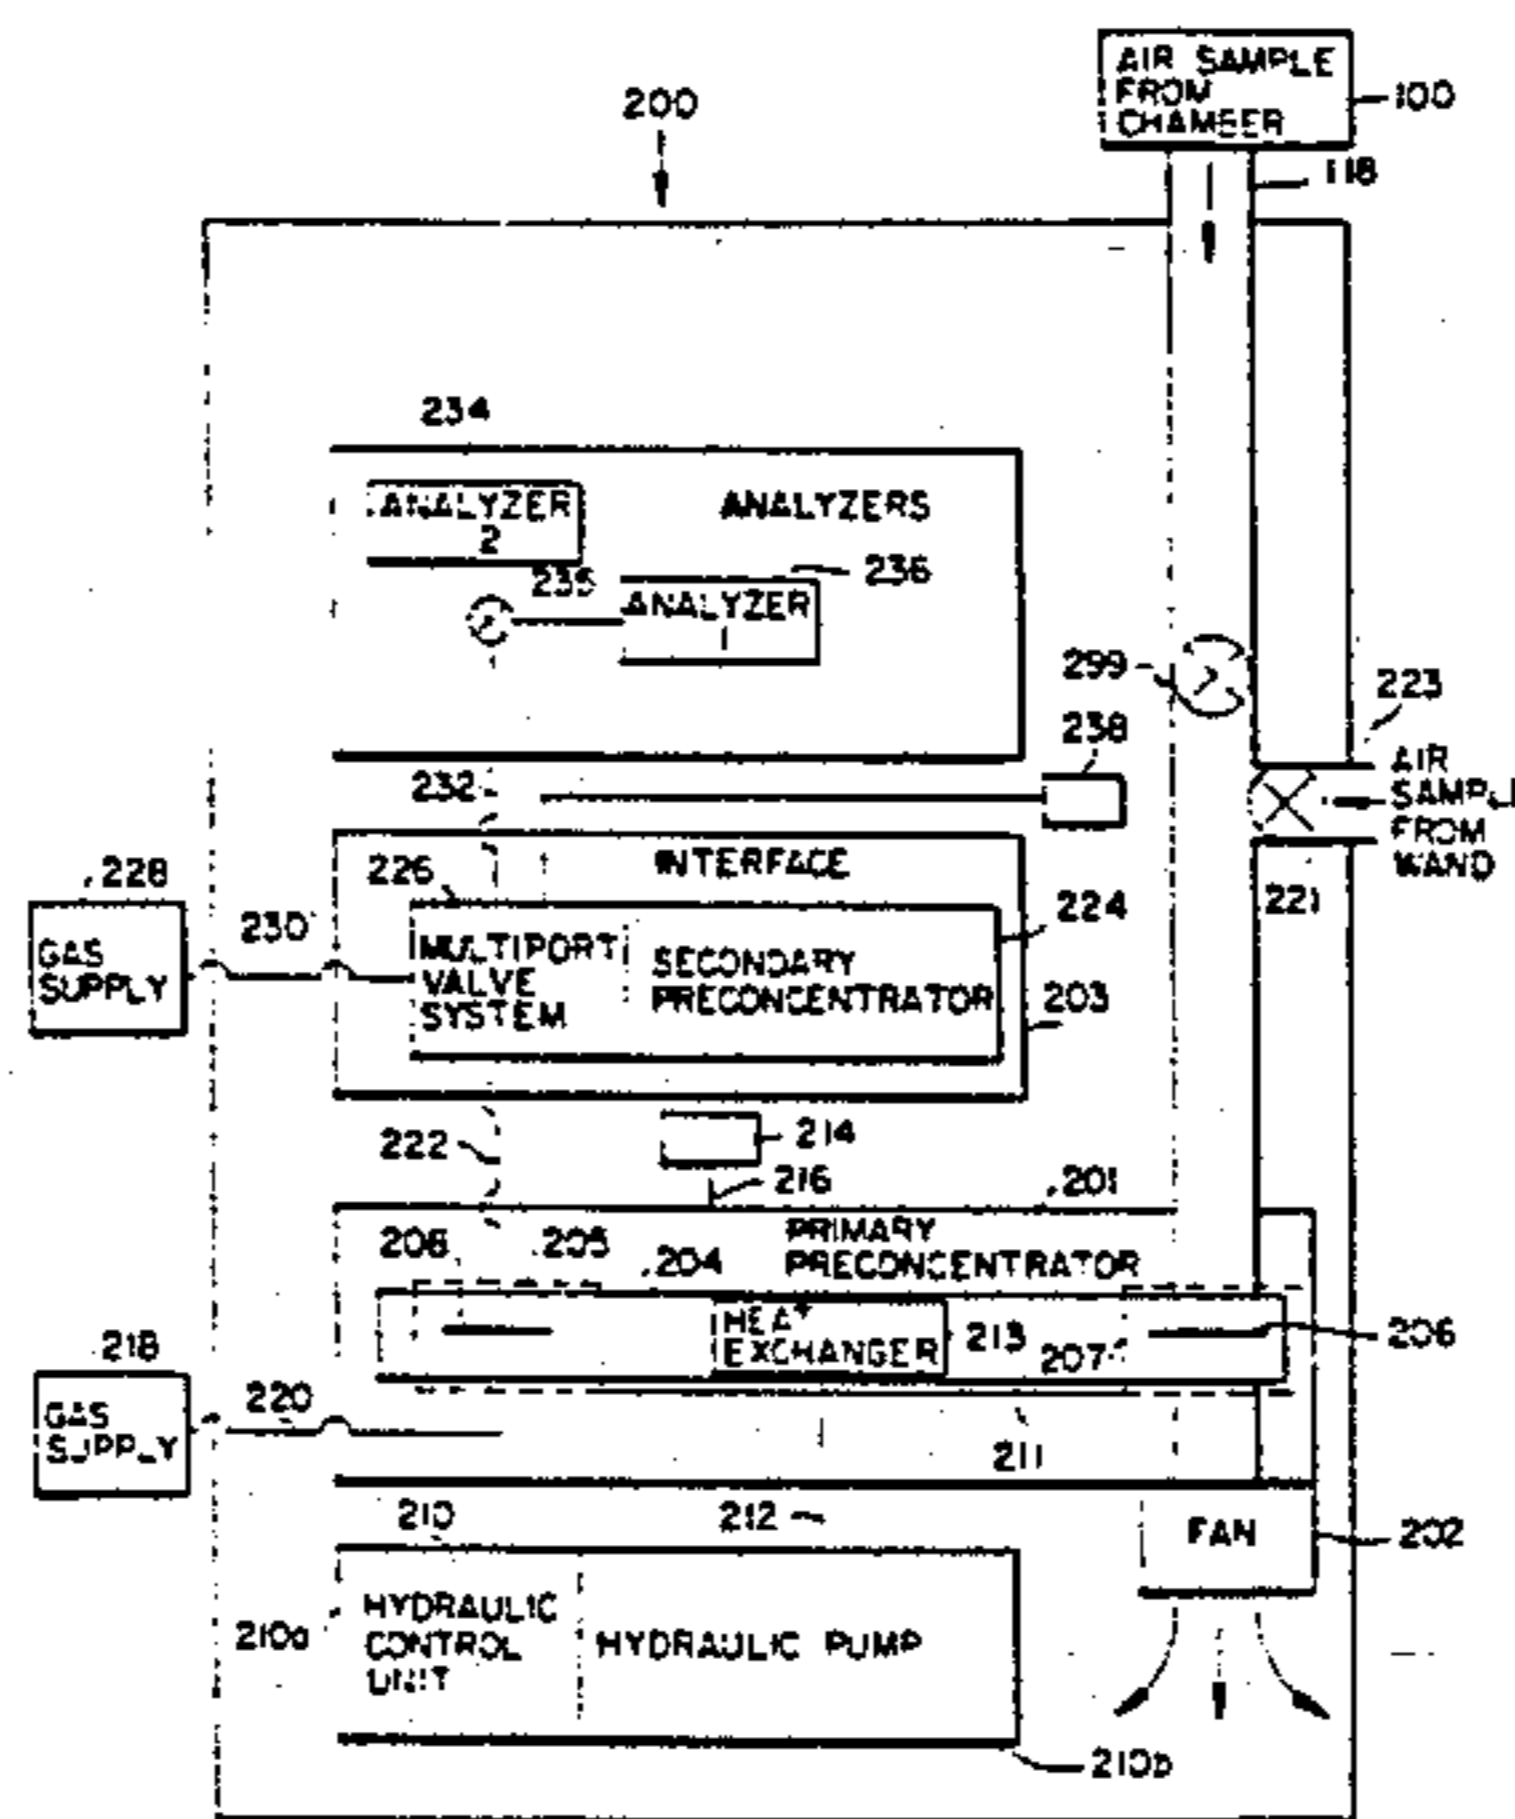 AIR SAMPLE
FROM
CHAMBER
100
200
118
234
ANALYZER
2
ANALYZERS
235
236
ANALYZER
1
299
223
238
232
AIR
SAMPLE
FROM
WAND
INTERFACE
228
226
224
221
230
GAS
SUPPLY
MULTIPORT
VALVE
SYSTEM
SECONDARY
PRECONCENTRATOR
203
222
214
216
201
PRIMARY
PRECONCENTRATOR
206
205
204
HEAT
EXCHANGER
213
207
206
218
220
GAS
SUPPLY
211
210
212
FAN
202
210a
HYDRAULIC
CONTROL
UNIT
HYDRAULIC PUMP
210b